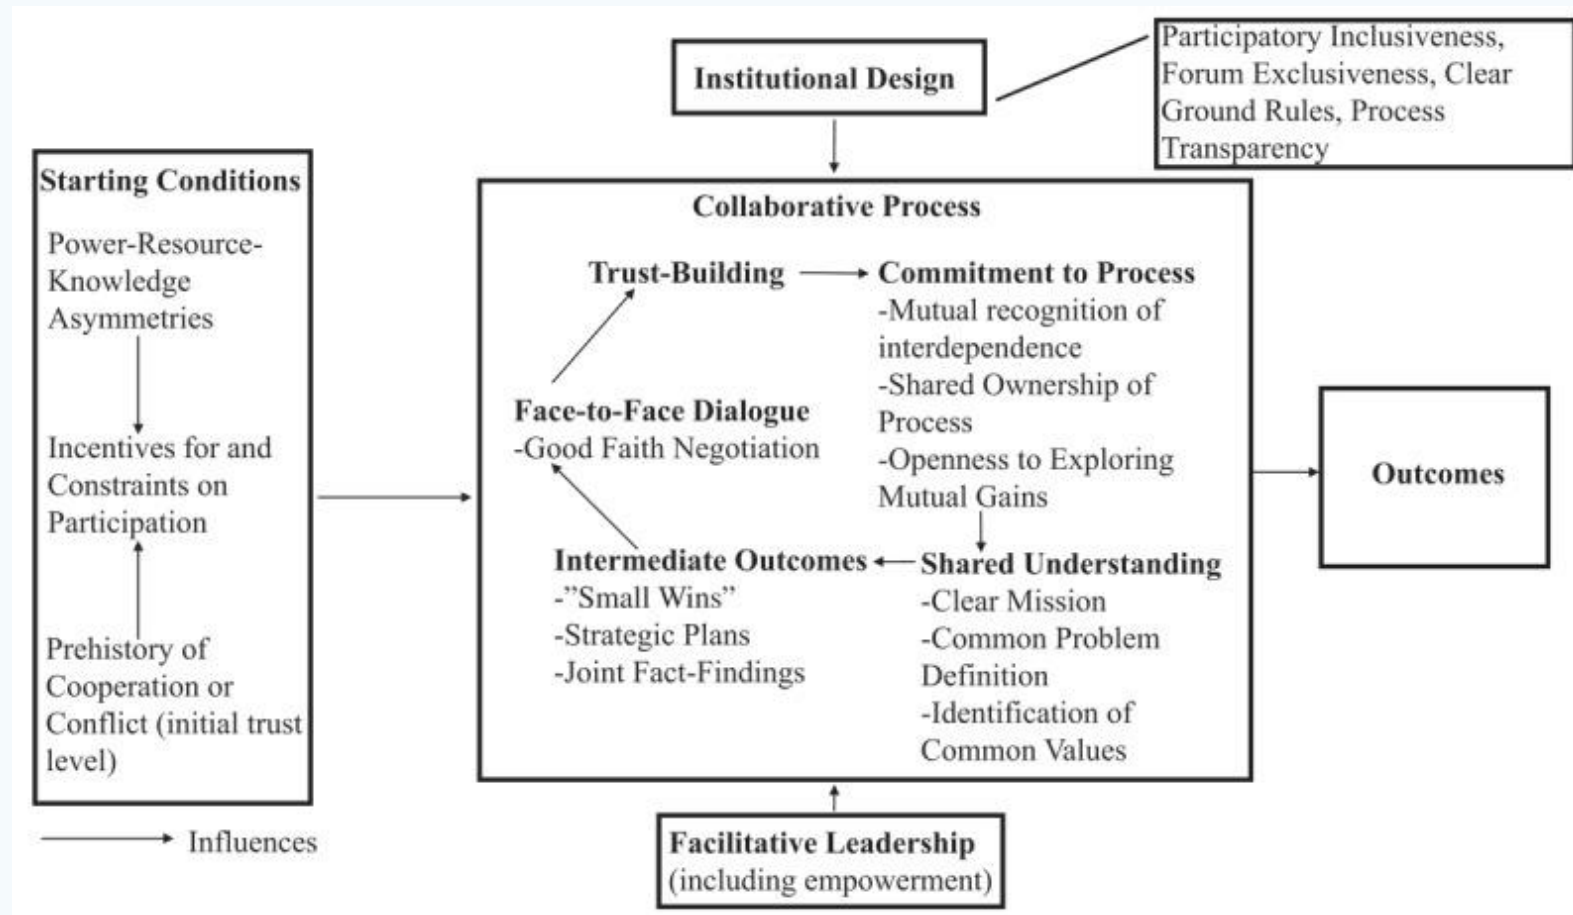 Institutional Design
Participatory Inclusiveness,
Forum Exclusiveness, Clear
Ground Rules, Process
Transparency
Starting Conditions
Power-Resource-
Knowledge
Asymmetries
Incentives for and
Constraints on
Participation
Prehistory of
Cooperation or
Conflict (initial trust
level)
Collaborative Process
Trust-Building
Commitment to Process
-Mutual recognition of
interdependence
-Shared Ownership of
Process
-Openness to Exploring
Mutual Gains
Face-to-Face Dialogue
-Good Faith Negotiation
Intermediate Outcomes
-”Small Wins”
-Strategic Plans
-Joint Fact-Findings
Shared Understanding
-Clear Mission
-Common Problem
Definition
-Identification of
Common Values
Outcomes
Influences
Facilitative Leadership
(including empowerment)